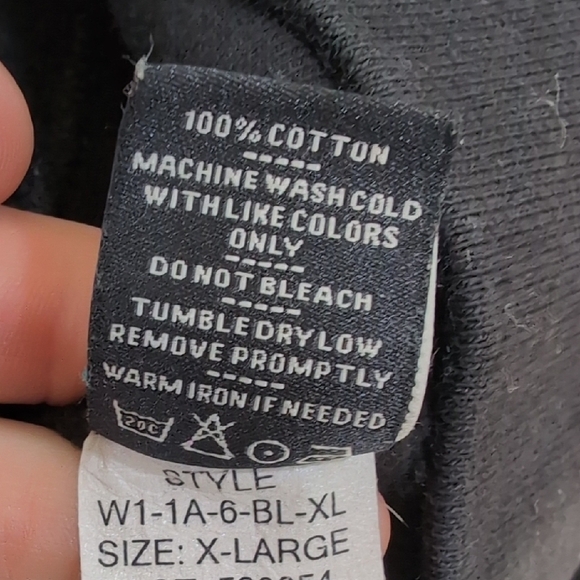 100% COTTON
-----
MACHINE WASH COLD
WITH LIKE COLORS
ONLY
-----
DO NOT BLEACH
-----
TUMBLE DRY LOW
REMOVE PROMPTLY
-----
WARM IRON IF NEEDED
STYLE
W1-1A-6-BL-XL
SIZE: X-LARGE